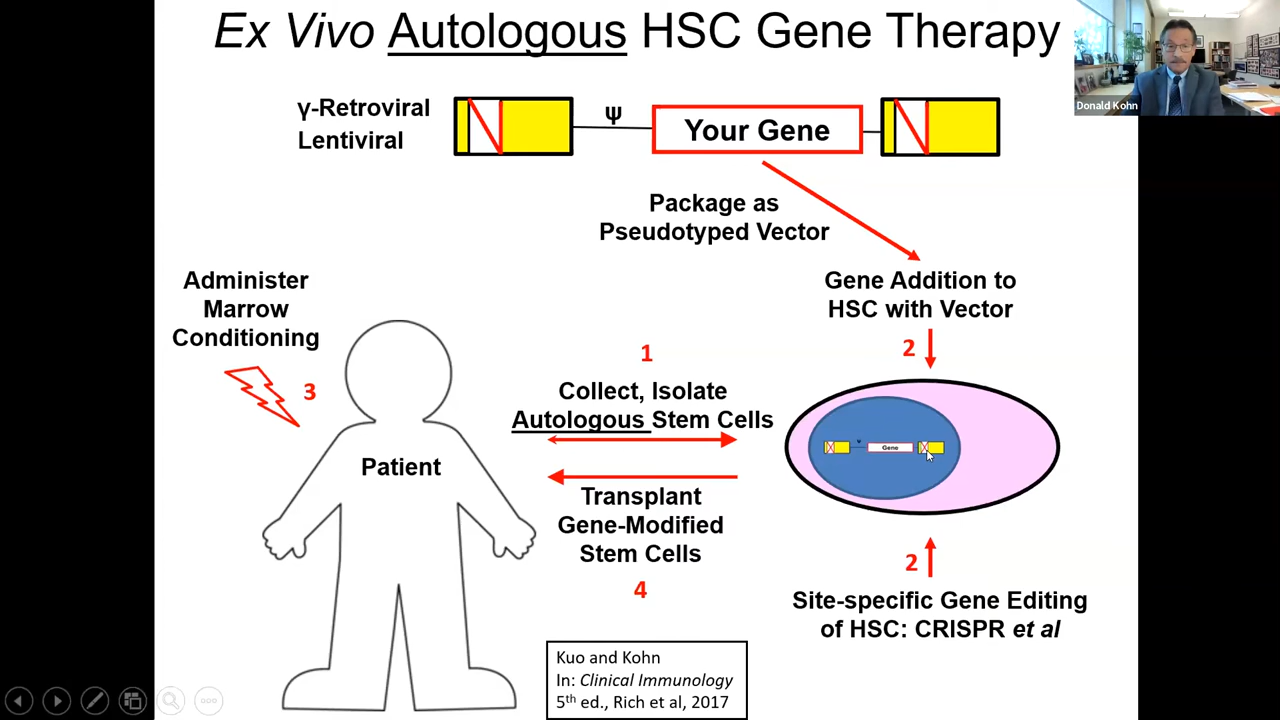 Ex Vivo Autologous HSC Gene Therapy
Donald Kohn
γ-Retroviral
Lentiviral
ψ
Your Gene
Package as
Pseudotyped Vector
Gene Addition to
HSC with Vector
2
Administer
Marrow
Conditioning
3
1
Collect, Isolate
Autologous Stem Cells
Patient
ψ
Gene
Transplant
Gene-Modified
Stem Cells
4
2
Site-specific Gene Editing
of HSC: CRISPR et al
Kuo and Kohn
In: Clinical Immunology
5th ed., Rich et al, 2017